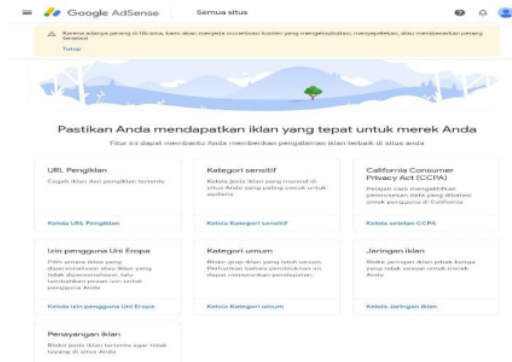 Google AdSense
Semua situs
Karena adanya perang di Ukraina, kami akan menjeda monetisasi konten yang mengeksploitasi, menyepelekan, atau membenarkan perang
tersebut
Tutup
Pastikan Anda mendapatkan iklan yang tepat untuk merek Anda
Fitur ini dapat membantu Anda memberikan pengalaman iklan terbaik di situs anda
URL Pengiklan
Cegah iklan dari pengiklan tertentu
Kelola URL Pengiklan
Kategori sensitif
Kelola jenis iklan yang muncul di
situs Anda yang paling cocok untuk
audiens
Kelola Kategori sensitif
California Consumer
Privacy Act (CCPA)
Pelajari cara mengaktifkan
pemrosesan data yang dibatasi
untuk pengguna di California
Kelola setelan CCPA
Izin pengguna Uni Eropa
Pilih antara iklan yang
dipersonalisasi atau iklan yang
tidak dipersonalisasi, lalu
tambahkan pesan izin untuk
pengguna Anda
Kelola Izin pengguna Uni Eropa
Kategori umum
Blokir grup iklan yang lebih umum.
Perhatikan bahwa pemblokiran ini
dapat menurunkan pendapatan.
Kelola Kategori umum
Jaringan iklan
Blokir jaringan iklan pihak ketiga
yang tidak sesuai untuk merek
Anda
Kelola Jaringan iklan
Penayangan iklan
Blokir jenis iklan tertentu agar tidak
tayang di situs Anda